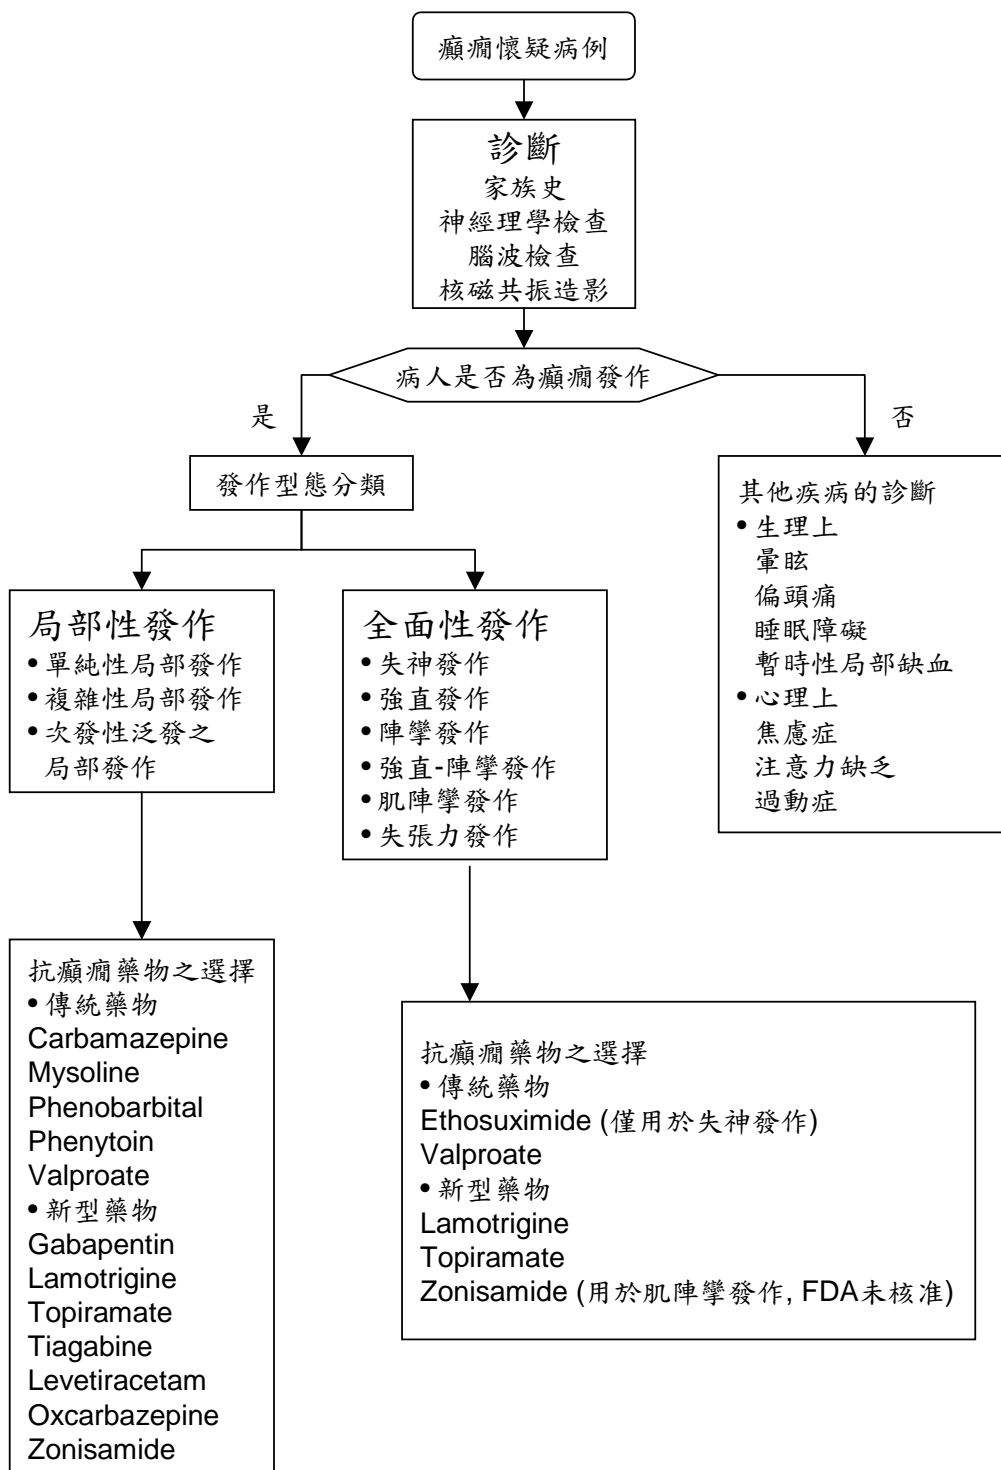 癲癇懷疑病例
診斷
家族史
神經理學檢查
腦波檢查
核磁共振造影
病人是否為癲癇發作
是
否
發作型態分類
其他疾病的診斷
• 生理上
暈眩
偏頭痛
睡眠障礙
暫時性局部缺血
• 心理上
焦慮症
注意力缺乏
過動症
局部性發作
• 單純性局部發作
• 複雜性局部發作
• 次發性泛發之
局部發作
全面性發作
• 失神發作
• 強直發作
• 陣攣發作
• 強直-陣攣發作
• 肌陣攣發作
• 失張力發作
抗癲癇藥物之選擇
• 傳統藥物
Carbamazepine
Mysoline
Phenobarbital
Phenytoin
Valproate
• 新型藥物
Gabapentin
Lamotrigine
Topiramate
Tiagabine
Levetiracetam
Oxcarbazepine
Zonisamide
抗癲癇藥物之選擇
• 傳統藥物
Ethosuximide (僅用於失神發作)
Valproate
• 新型藥物
Lamotrigine
Topiramate
Zonisamide (用於肌陣攣發作, FDA未核准)